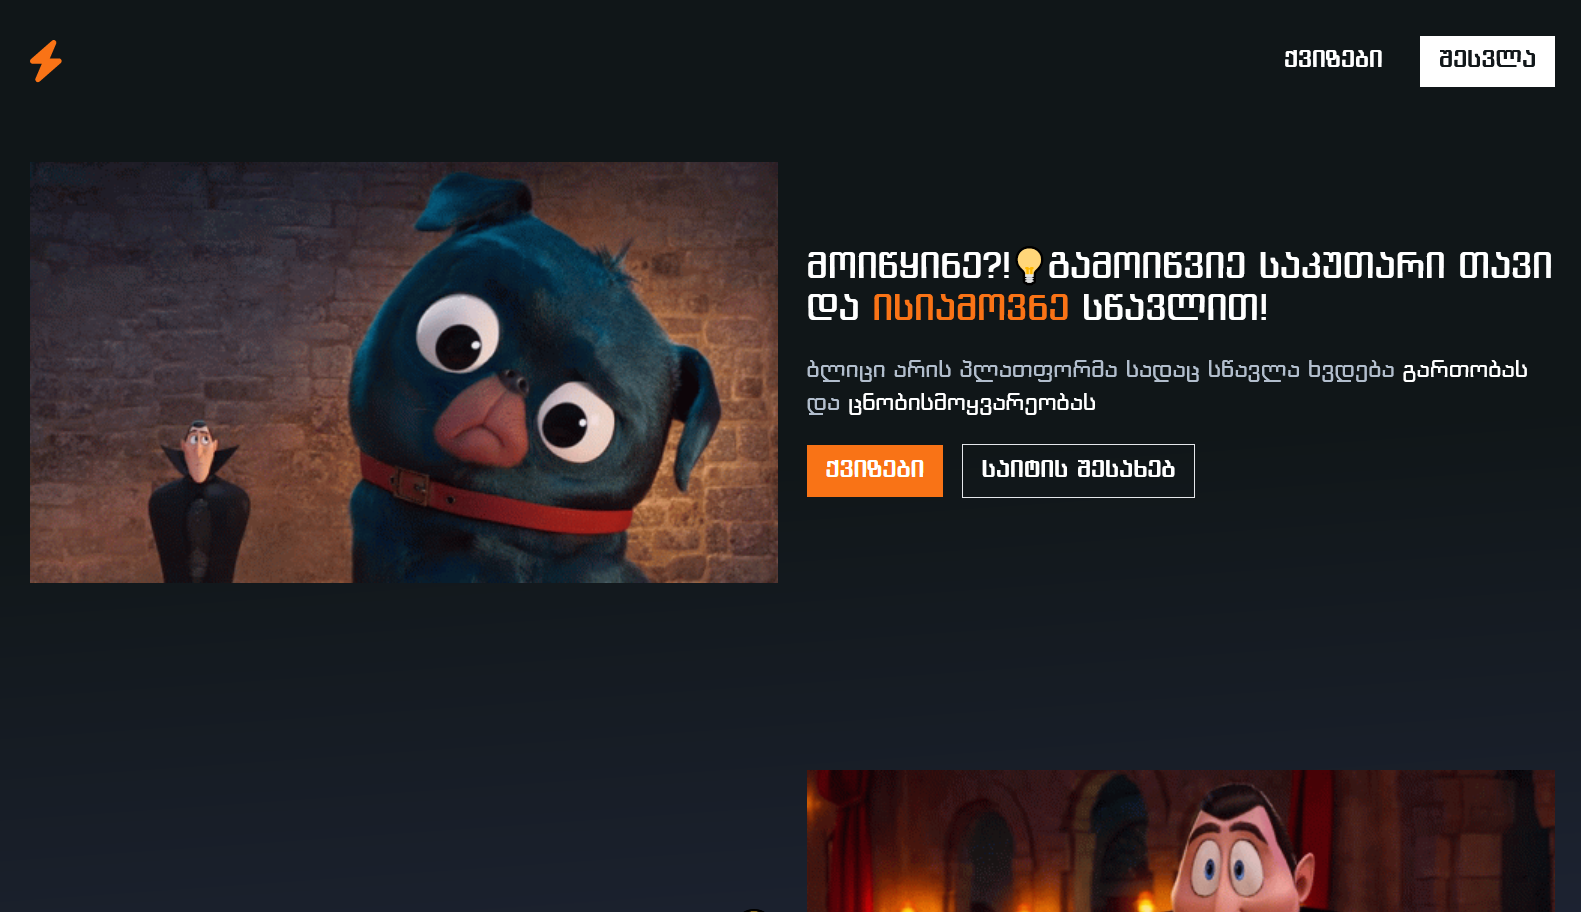 ქვიზები
შესვლა
მოიწყინე?!💡გამოიწვიე საკუთარი თავი
და ისიამოვნე სწავლით!
ბლიცი არის პლათფორმა სადაც სწავლა ხვდება გართობას
და ცნობისმოყვარეობას
ქვიზები
საიტის შესახებ